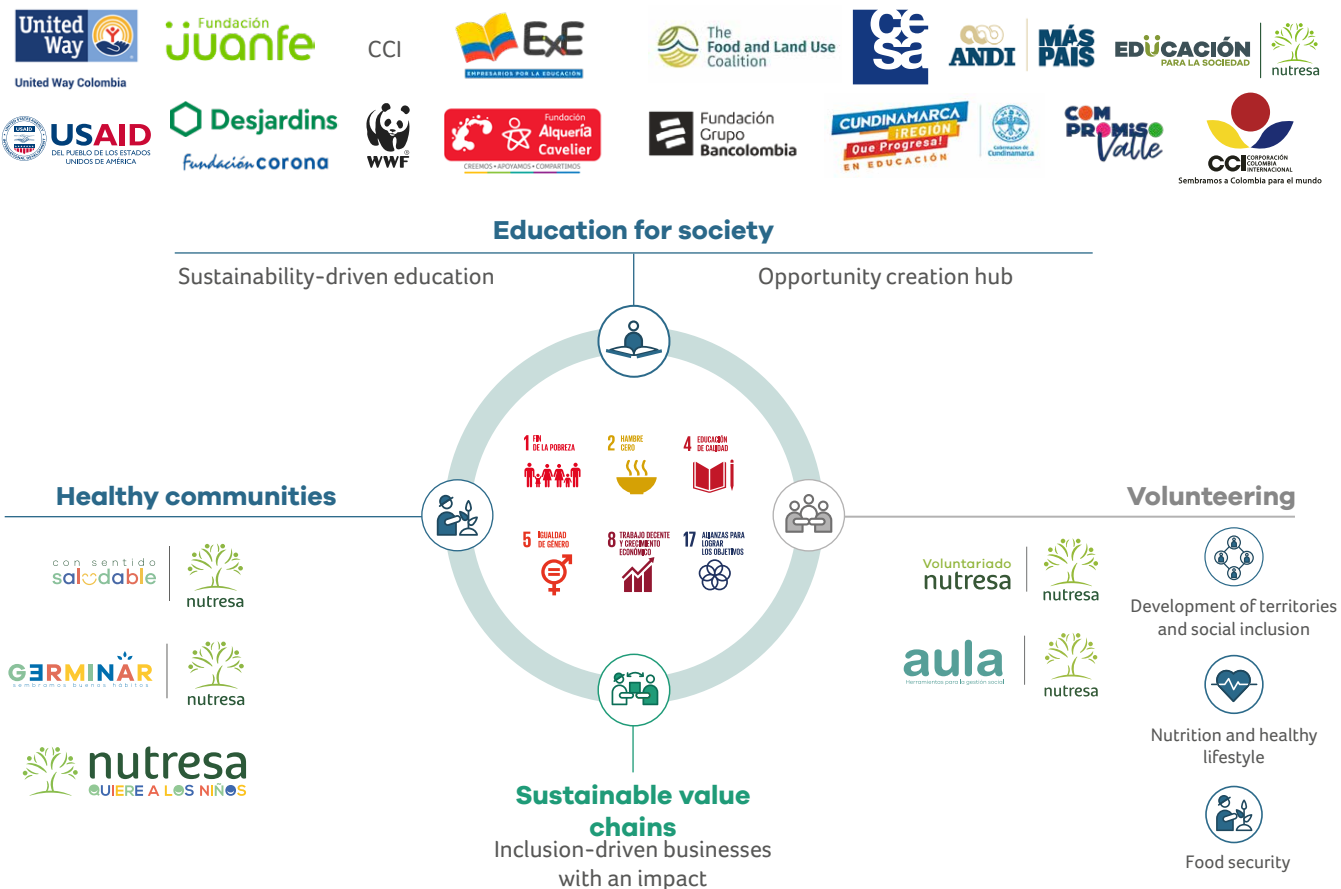 United
Way
United Way Colombia
Fundación
juanfe
CCI
ExE
EMPRESARIOS POR LA EDUCACIÓN
The
Food and Land Use
Coalition
ce
sa
ANDI
MÁS
PAÍS
EDUCACIÓN
PARA LA SOCIEDAD
nutresa
USAID
USAID
DEL PUEBLO DE LOS ESTADOS
UNIDOS DE AMÉRICA
Desjardins
Fundación corona
WWF
Fundación
Alquería
Cavelier
CREEMOS • APOYAMOS • COMPARTIMOS
Fundación
Grupo
Bancolombia
CUNDINAMARCA
¡REGIÓN
Que Progresa!
EN EDUCACIÓN
Gobernación de
Cundinamarca
COM
PROMISO
Valle
CCI CORPORACIÓN
COLOMBIA
INTERNACIONAL
Sembramos a Colombia para el mundo
Education for society
Sustainability-driven education
Opportunity creation hub
1 FIN
DE LA POBREZA
2 HAMBRE
CERO
4 EDUCACIÓN
DE CALIDAD
5 IGUALDAD
DE GÉNERO
8 TRABAJO DECENTE
Y CRECIMIENTO
ECONÓMICO
17 ALIANZAS PARA
LOGRAR
LOS OBJETIVOS
Healthy communities
con sentido
saludable
nutresa
GERMINAR
sembramos buenos hábitos
nutresa
nutresa
QUIERE A LOS NIÑOS
Volunteering
Voluntariado
nutresa
nutresa
aula
Herramientas para la gestión social
nutresa
Development of territories
and social inclusion
Nutrition and healthy
lifestyle
Food security
Sustainable value
chains
Inclusion-driven businesses
with an impact